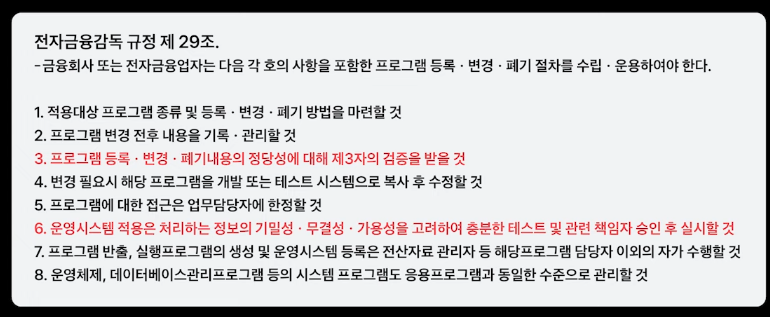 전자금융감독 규정 제 29조.
-금융회사 또는 전자금융업자는 다음 각 호의 사항을 포함한 프로그램 등록 · 변경 · 폐기 절차를 수립 · 운용하여야 한다.
1. 적용대상 프로그램 종류 및 등록 · 변경 · 폐기 방법을 마련할 것
2. 프로그램 변경 전후 내용을 기록 · 관리할 것
3. 프로그램 등록 · 변경 · 폐기내용의 정당성에 대해 제3자의 검증을 받을 것
4. 변경 필요시 해당 프로그램을 개발 또는 테스트 시스템으로 복사 후 수정할 것
5. 프로그램에 대한 접근은 업무담당자에 한정할 것
6. 운영시스템 적용은 처리하는 정보의 기밀성 · 무결성 · 가용성을 고려하여 충분한 테스트 및 관련 책임자 승인 후 실시할 것
7. 프로그램 반출, 실행프로그램의 생성 및 운영시스템 등록은 전산자료 관리자 등 해당프로그램 담당자 이외의 자가 수행할 것
8. 운영체제, 데이터베이스관리프로그램 등의 시스템 프로그램도 응용프로그램과 동일한 수준으로 관리할 것